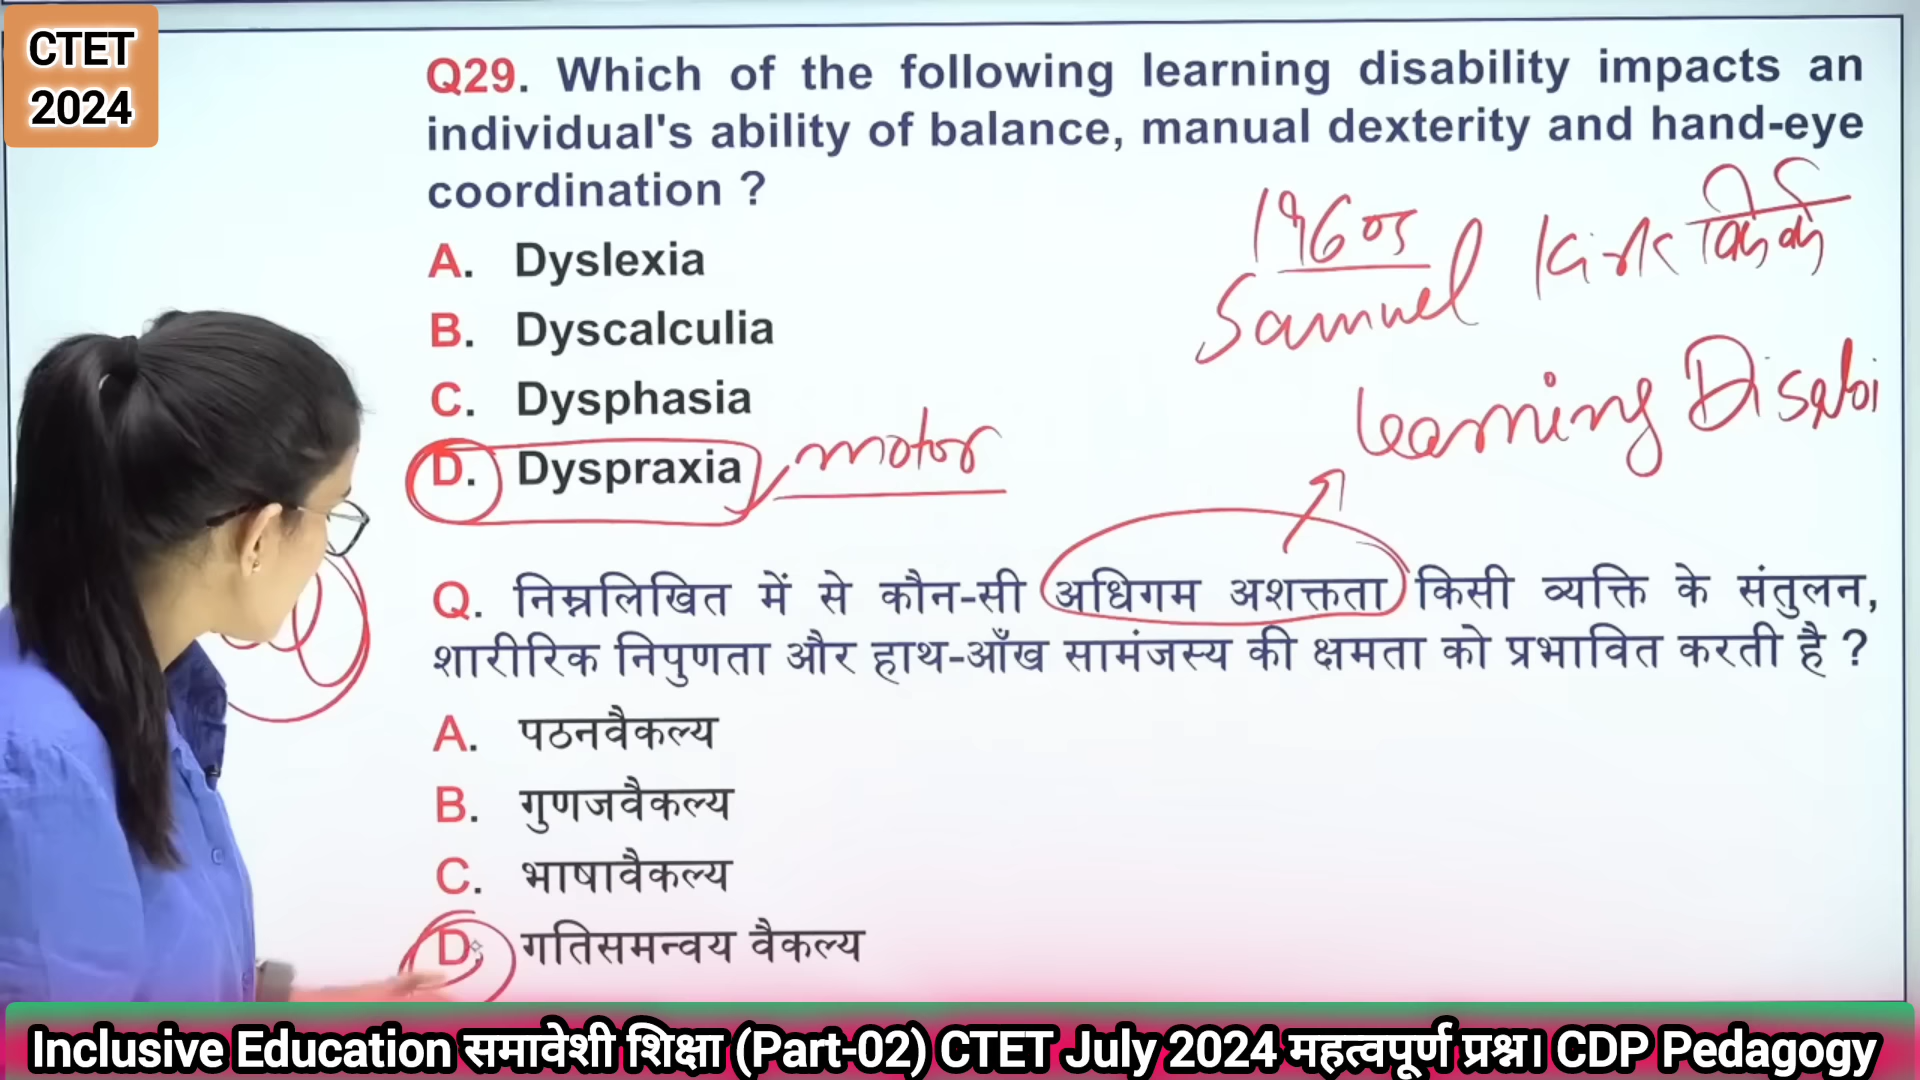 CTET
2024
Q29. Which of the following learning disability impacts an
individual's ability of balance, manual dexterity and hand-eye
coordination ?
1960s
Samuel Kirk किर्क
A. Dyslexia
B. Dyscalculia
C. Dysphasia
Learning Disabi
D. Dyspraxia motor
Q. निम्नलिखित में से कौन-सी अधिगम अशक्तता किसी व्यक्ति के संतुलन,
शारीरिक निपुणता और हाथ-आँख सामंजस्य की क्षमता को प्रभावित करती है ?
A. पठनवैकल्य
B. गुणजवैकल्य
C. भाषावैकल्य
D. गतिसमन्वय वैकल्य
Inclusive Education समावेशी शिक्षा (Part-02) CTET July 2024 महत्वपूर्ण प्रश्न। CDP Pedagogy